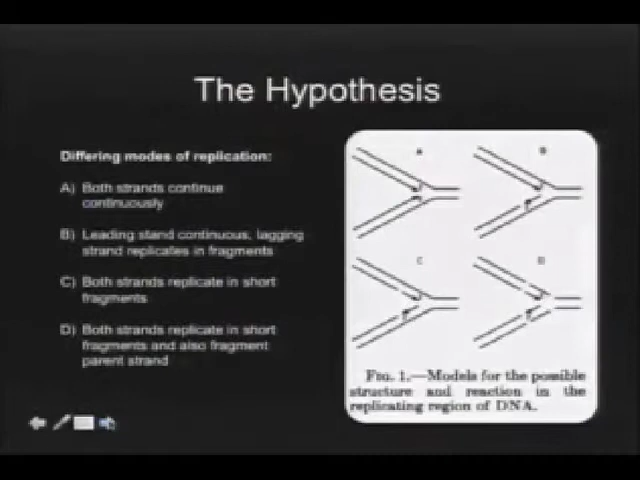 The Hypothesis
Differing modes of replication:
A) Both strands continue
continuously
B) Leading stand continuous, lagging
strand replicates in fragments
C) Both strands replicate in short
fragments
D) Both strands replicate in short
fragments and also fragment
parent strand
A B
C D
FIG. 1.—Models for the possible
structure and reaction in the
replicating region of DNA.